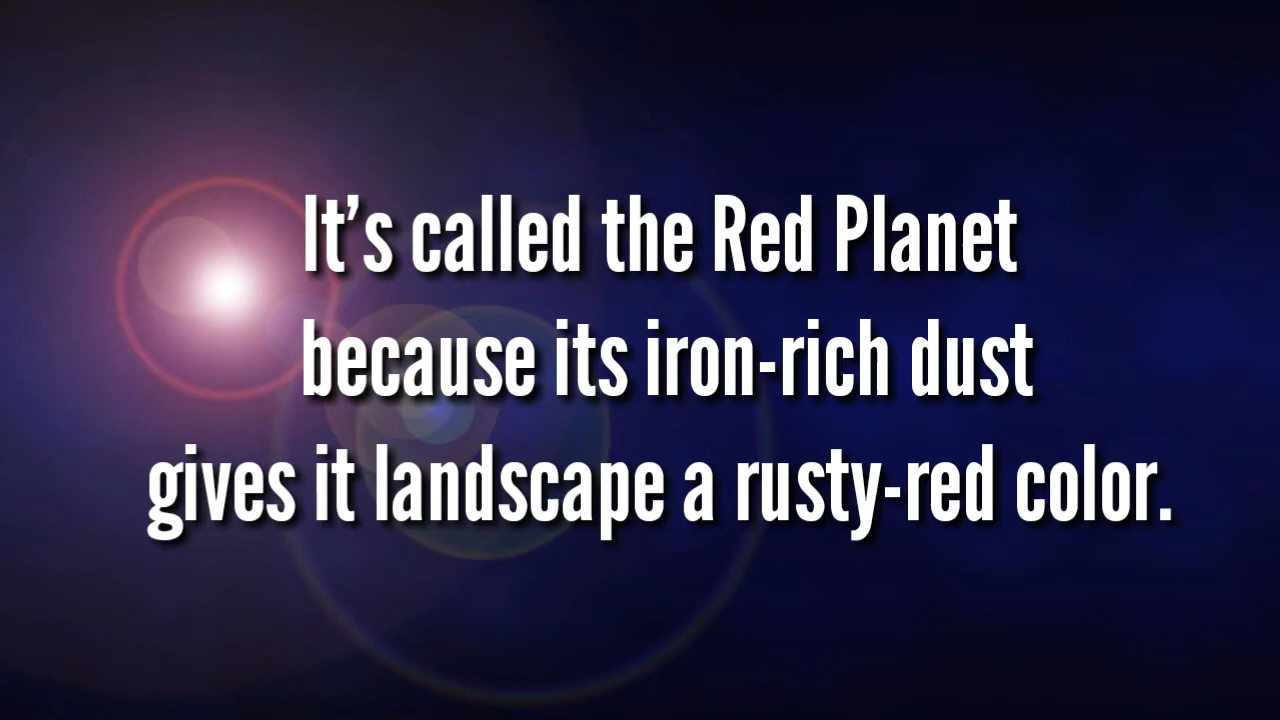 It’s called the Red Planet
because its iron-rich dust
gives it landscape a rusty-red color.